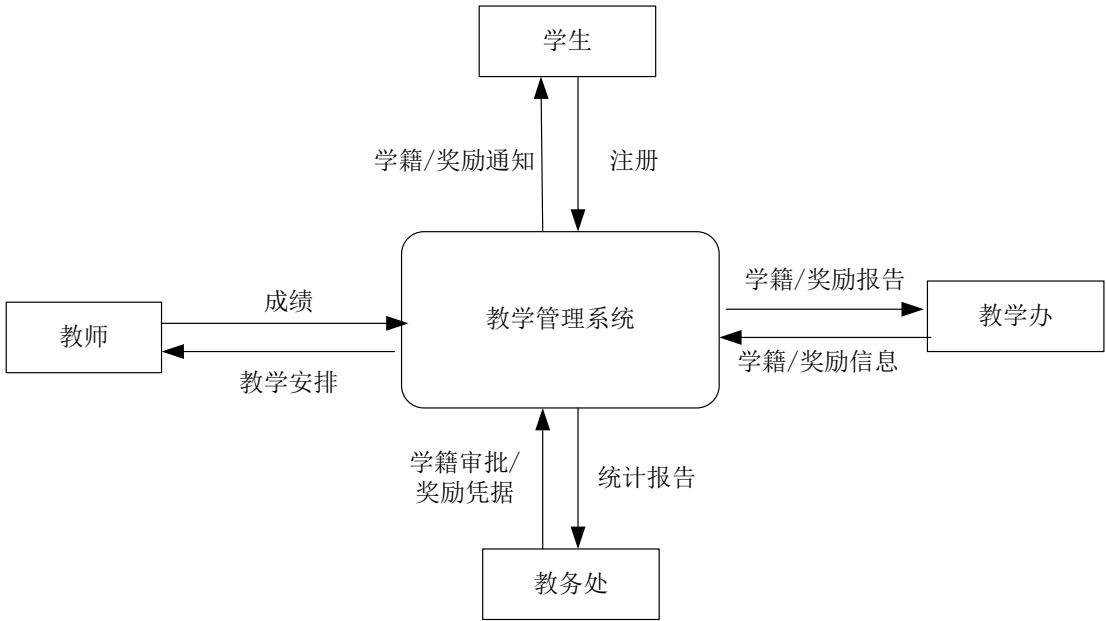 学生
学籍/奖励通知
注册
学籍/奖励报告
成绩
教学管理系统
教学办
教师
学籍/奖励信息
教学安排
学籍审批/
奖励凭据
统计报告
教务处